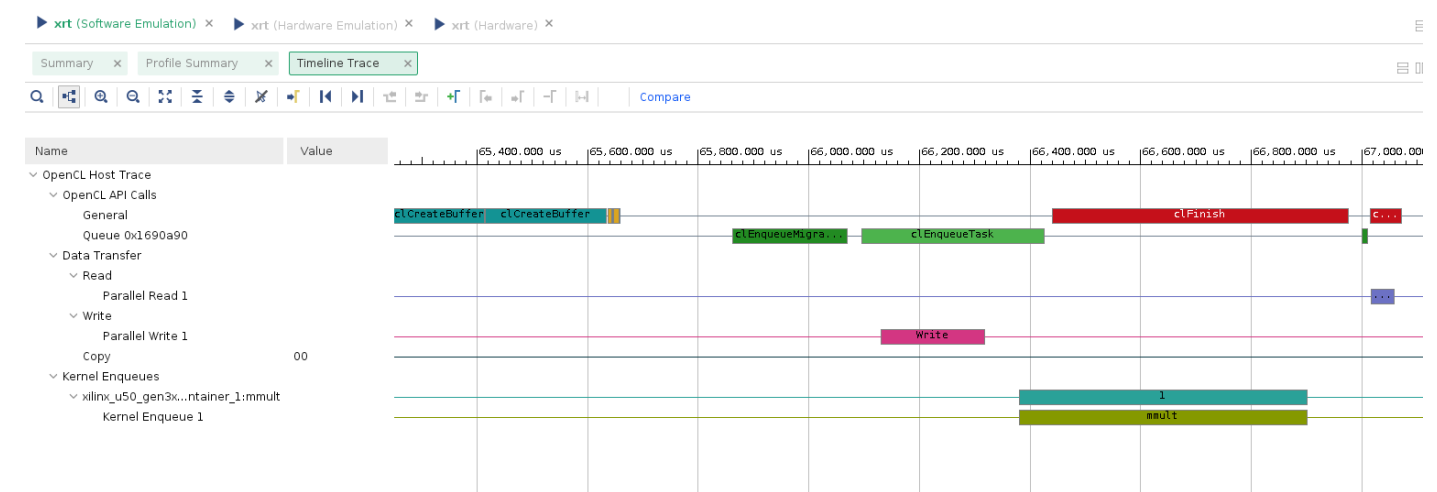 xrt (Software Emulation) × xrt (Hardware Emulation) × xrt (Hardware) ×
Summary × Profile Summary × Timeline Trace ×
Compare
Name Value 65,400.000 us 65,600.000 us 65,800.000 us 66,000.000 us 66,200.000 us 66,400.000 us 66,600.000 us 66,800.000 us 67,000.00
OpenCL Host Trace
OpenCL API Calls
General clCreateBuffer clCreateBuffer clFinish c...
Queue 0x1690a90 clEnqueueMigra... clEnqueueTask
Data Transfer
Read
Parallel Read 1 ...
Write
Parallel Write 1 Write
Copy 00
Kernel Enqueues
xilinx_u50_gen3x...ntainer_1:mmult 1
Kernel Enqueue 1 mmult